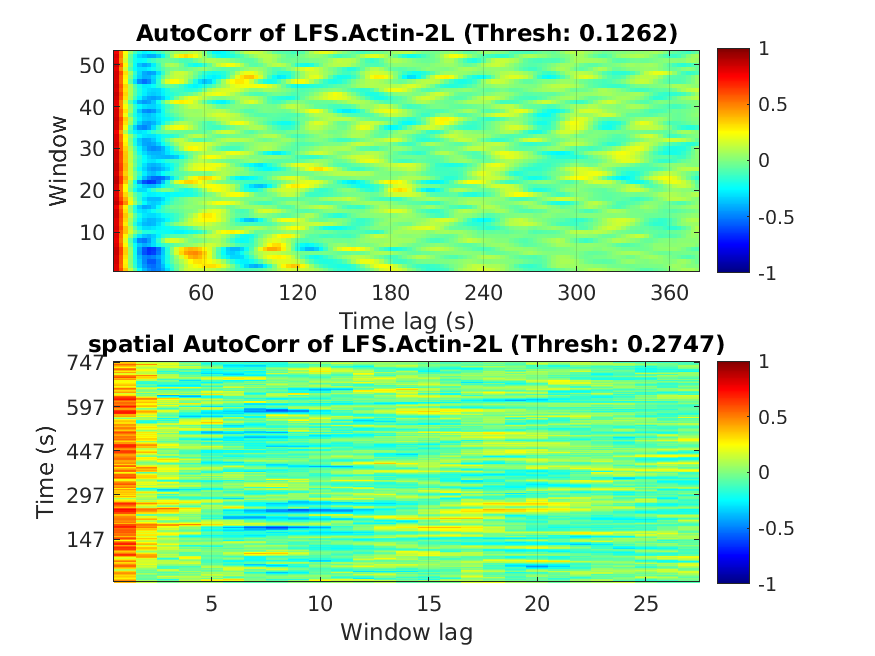 AutoCorr of LFS.Actin-2L (Thresh: 0.1262)
50
40
30
20
10
Window
60 120 180 240 300 360
Time lag (s)
1
0.5
0
-0.5
-1
spatial AutoCorr of LFS.Actin-2L (Thresh: 0.2747)
747
597
447
297
147
Time (s)
5 10 15 20 25
Window lag
1
0.5
0
-0.5
-1